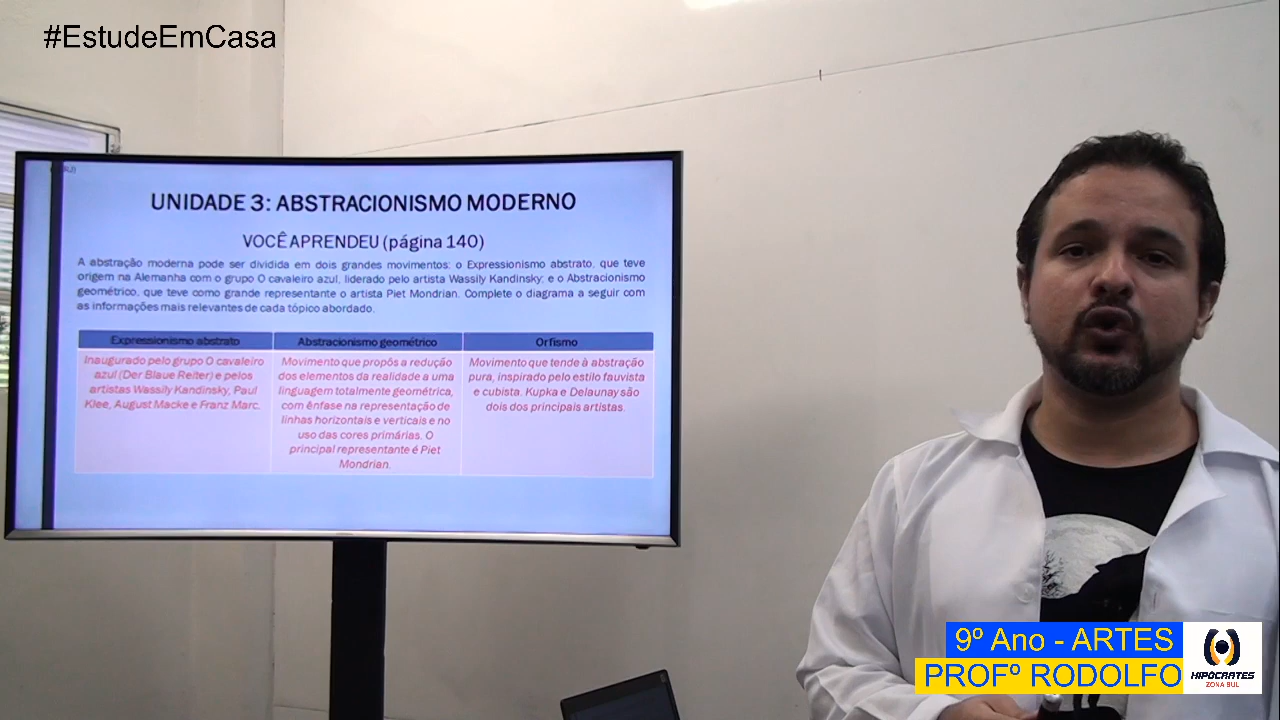 #EstudeEmCasa
UNIDADE 3: ABSTRACIONISMO MODERNO
VOCÊ APRENDEU (página 140)
A abstração moderna pode ser dividida em dois grandes movimentos: o Expressionismo abstrato, que teve
origem na Alemanha com o grupo O cavaleiro azul, liderado pelo artista Wassily Kandinsky; e o Abstracionismo
geométrico, que teve como grande representante o artista Piet Mondrian. Complete o diagrama a seguir com
as informações mais relevantes de cada tópico abordado.
Expressionismo abstrato
Inaugurado pelo grupo O cavaleiro
azul (Der Blaue Reiter) e pelos
artistas Wassily Kandinsky, Paul
Klee, August Macke e Franz Marc.
Abstracionismo geométrico
Movimento que propôs a redução
dos elementos da realidade a uma
linguagem totalmente geométrica,
com ênfase na representação de
linhas horizontais e verticais e no
uso das cores primárias. O
principal representante é Piet
Mondrian.
Orfismo
Movimento que tende à abstração
pura, inspirado pelo estilo fauvista
e cubista. Kupka e Delaunay são
dois dos principais artistas.
9º Ano - ARTES
PROFº RODOLFO
HIPÓCRATES
ZONA SUL